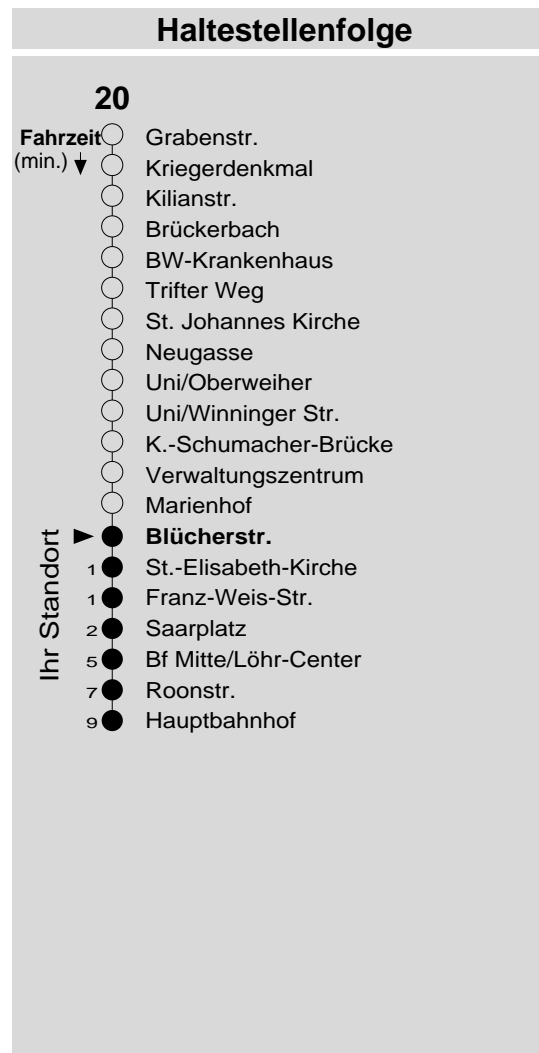 Haltestellenfolge
20
Fahrzeit
(min.)
Grabenstr.
Kriegerdenkmal
Kilianstr.
Brückerbach
BW-Krankenhaus
Trifter Weg
St. Johannes Kirche
Neugasse
Uni/Oberweiher
Uni/Winninger Str.
K.-Schumacher-Brücke
Verwaltungszentrum
Marienhof
Ihr Standort
Blücherstr.
1 St.-Elisabeth-Kirche
1 Franz-Weis-Str.
2 Saarplatz
5 Bf Mitte/Löhr-Center
7 Roonstr.
9 Hauptbahnhof